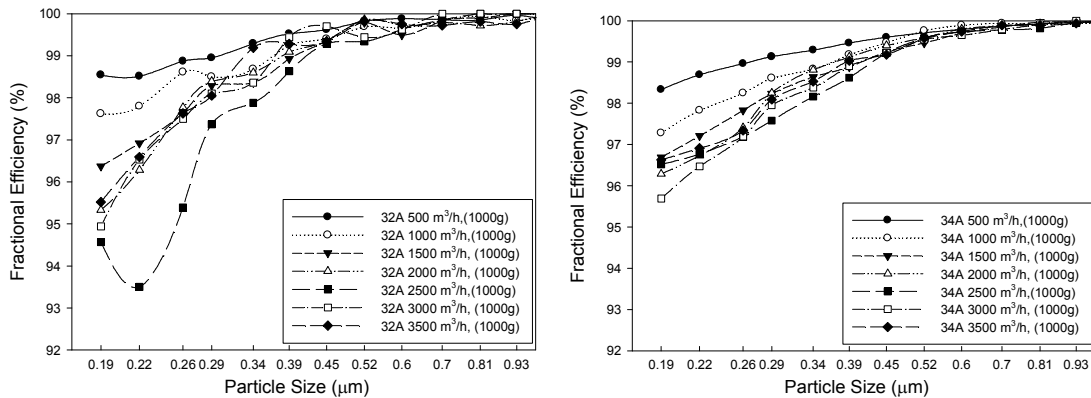 Fractional Efficiency (%)
100
99
98
97
96
95
94
93
92
32A 500 m³/h,(1000g)
32A 1000 m³/h,(1000g)
32A 1500 m³/h, (1000g)
32A 2000 m³/h, (1000g)
32A 2500 m³/h, (1000g)
32A 3000 m³/h, (1000g)
32A 3500 m³/h, (1000g)
0.19 0.22 0.26 0.29 0.34 0.39 0.45 0.52 0.6 0.7 0.81 0.93
Particle Size (μm)
Fractional Efficiency (%)
100
99
98
97
96
95
94
93
92
34A 500 m³/h,(1000g)
34A 1000 m³/h,(1000g)
34A 1500 m³/h, (1000g)
34A 2000 m³/h, (1000g)
34A 2500 m³/h, (1000g)
34A 3000 m³/h, (1000g)
34A 3500 m³/h, (1000g)
0.19 0.22 0.26 0.29 0.34 0.39 0.45 0.52 0.6 0.7 0.81 0.93
Particle Size (μm)